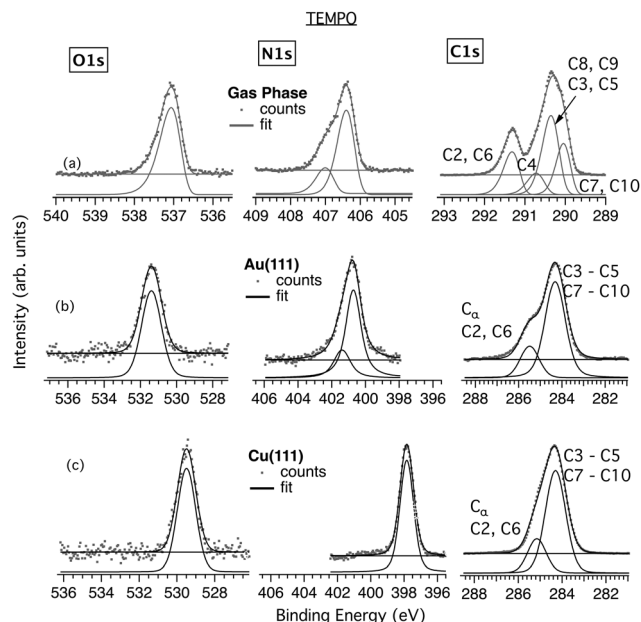 TEMPO
O1s
N1s
C1s
Gas Phase
counts
fit
C8, C9
C3, C5
C2, C6
C4
C7, C10
(a)
540 539 538 537 536
409 407 406 405
293 292 291 290 289
Intensity (arb. units)
(b)
Au(111)
counts
fit
C3 - C5
C7 - C10
Cα
C2, C6
536 534 532 530 528
406 404 402 400 398 396
288 286 284 282
(c)
Cu(111)
counts
fit
C3 - C5
C7 - C10
Cα
C2, C6
536 534 532 530 528
404 402 400 398 396
288 286 284 282
Binding Energy (eV)